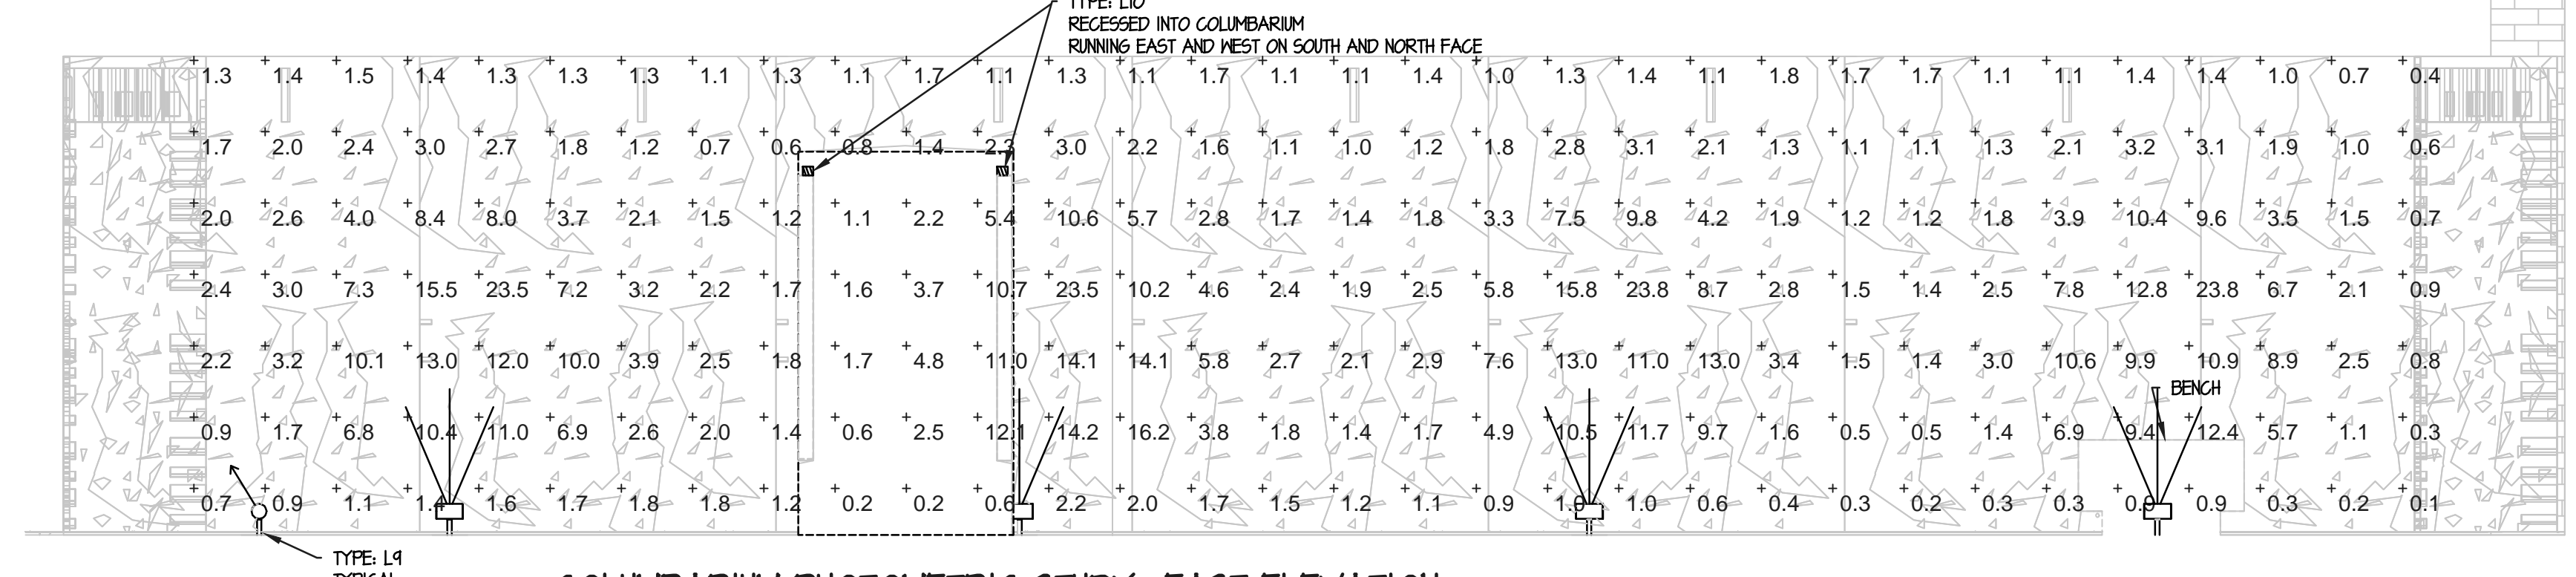 TYPE: L10
RECESSED INTO COLUMBARIUM
RUNNING EAST AND WEST ON SOUTH AND NORTH FACE
1.3 1.4 1.5 1.4 1.3 1.3 1.3 1.1 1.3 1.1 1.7 1.1 1.3 1.1 1.7 1.1 1.1 1.4 1.0 1.3 1.4 1.1 1.8 1.7 1.7 1.1 1.1 1.4 1.4 1.0 0.7 0.4
1.7 2.0 2.4 3.0 2.7 1.8 1.2 0.7 0.6 0.8 1.4 2.3 3.0 2.2 1.6 1.1 1.0 1.2 1.8 2.8 3.1 2.1 1.3 1.1 1.1 1.3 2.1 3.2 3.1 1.9 1.0 0.6
2.0 2.6 4.0 8.4 8.0 3.7 2.1 1.5 1.2 1.1 2.2 5.4 10.6 5.7 2.8 1.7 1.4 1.8 3.3 7.5 9.8 4.2 1.9 1.2 1.2 1.8 3.9 10.4 9.6 3.5 1.5 0.7
2.4 3.0 7.3 15.5 23.5 7.2 3.2 2.2 1.7 1.6 3.7 10.7 23.5 10.2 4.6 2.4 1.9 2.5 5.8 15.8 23.8 8.7 2.8 1.5 1.4 2.5 7.8 12.8 23.8 6.7 2.1 0.9
2.2 3.2 10.1 13.0 12.0 10.0 3.9 2.5 1.8 1.7 4.8 11.0 14.1 14.1 5.8 2.7 2.1 2.9 7.6 13.0 11.0 13.0 3.4 1.5 1.4 3.0 10.6 9.9 10.9 8.9 2.5 0.8
BENCH
0.9 1.7 6.8 10.4 11.0 6.9 2.6 2.0 1.4 0.6 2.5 12.1 14.2 16.2 3.8 1.8 1.4 1.7 4.9 10.5 11.7 9.7 1.6 0.5 0.5 1.4 6.9 9.4 12.4 5.7 1.1 0.3
0.7 0.9 1.1 1.4 1.6 1.7 1.8 1.8 1.2 0.2 0.2 0.6 2.2 2.0 1.7 1.5 1.2 1.1 0.9 1.0 0.6 0.4 0.3 0.2 0.3 0.3 0.9 0.3 0.2 0.1
TYPE: L9
TYPICAL